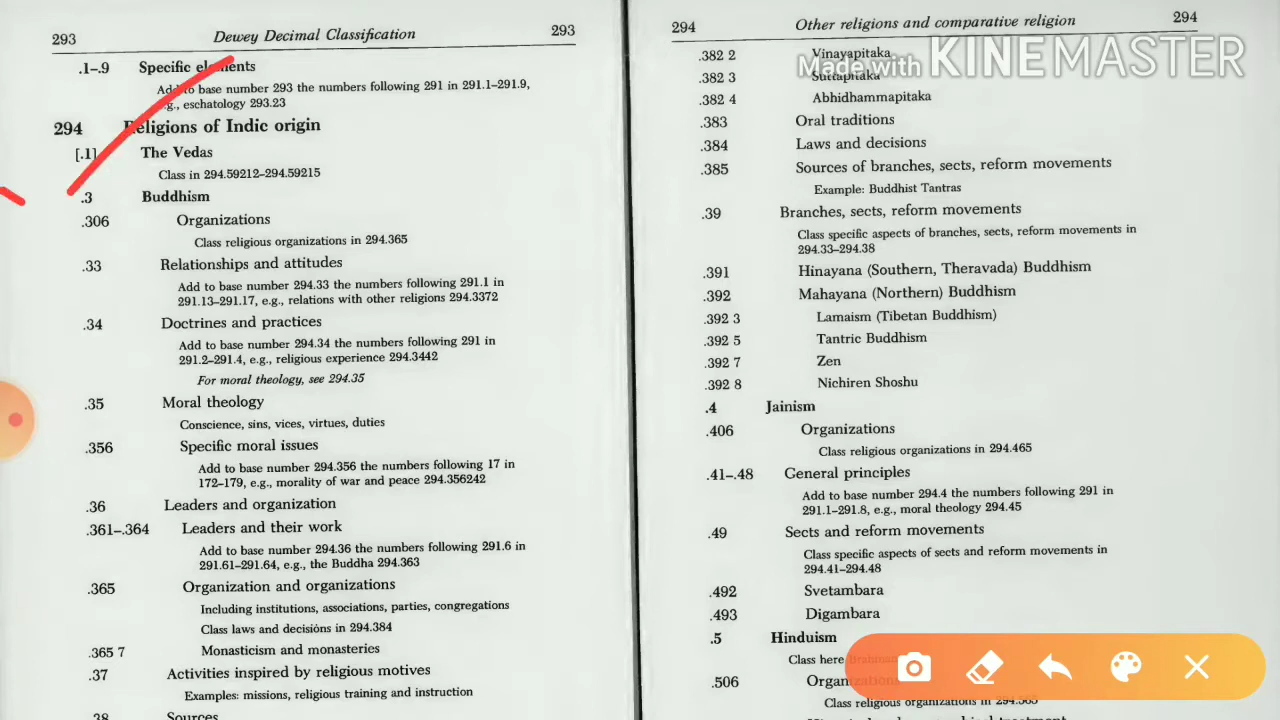 293 Dewey Decimal Classification 293
.1–.9 Specific elements
Add to base number 293 the numbers following 291 in 291.1–291.9,
e.g., eschatology 293.23
294 Religions of Indic origin
[.1] The Vedas
Class in 294.59212–294.59215
.3 Buddhism
.306 Organizations
Class religious organizations in 294.365
.33 Relationships and attitudes
Add to base number 294.33 the numbers following 291.1 in
291.13–291.17, e.g., relations with other religions 294.3372
.34 Doctrines and practices
Add to base number 294.34 the numbers following 291 in
291.2–291.4, e.g., religious experience 294.3442
For moral theology, see 294.35
.35 Moral theology
Conscience, sins, vices, virtues, duties
.356 Specific moral issues
Add to base number 294.356 the numbers following 17 in
172–179, e.g., morality of war and peace 294.356242
.36 Leaders and organization
.361–.364 Leaders and their work
Add to base number 294.36 the numbers following 291.6 in
291.61–291.64, e.g., the Buddha 294.363
.365 Organization and organizations
Including institutions, associations, parties, congregations
Class laws and decisions in 294.384
.365 7 Monasticism and monasteries
.37 Activities inspired by religious motives
Examples: missions, religious training and instruction
.38 Sources
294 Other religions and comparative religion 294
.382 2 Vinayapitaka
Made with KINEMASTER
.382 3 Suttapitaka
.382 4 Abhidhammapitaka
.383 Oral traditions
.384 Laws and decisions
.385 Sources of branches, sects, reform movements
Example: Buddhist Tantras
.39 Branches, sects, reform movements
Class specific aspects of branches, sects, reform movements in
294.33–294.38
.391 Hinayana (Southern, Theravada) Buddhism
.392 Mahayana (Northern) Buddhism
.392 3 Lamaism (Tibetan Buddhism)
.392 5 Tantric Buddhism
.392 7 Zen
.392 8 Nichiren Shoshu
.4 Jainism
.406 Organizations
Class religious organizations in 294.465
.41–.48 General principles
Add to base number 294.4 the numbers following 291 in
291.1–291.8, e.g., moral theology 294.45
.49 Sects and reform movements
Class specific aspects of sects and reform movements in
294.41–294.48
.492 Svetambara
.493 Digambara
.5 Hinduism
Class here
.506 Organizations
Class religious organizations in 294.565
treatment